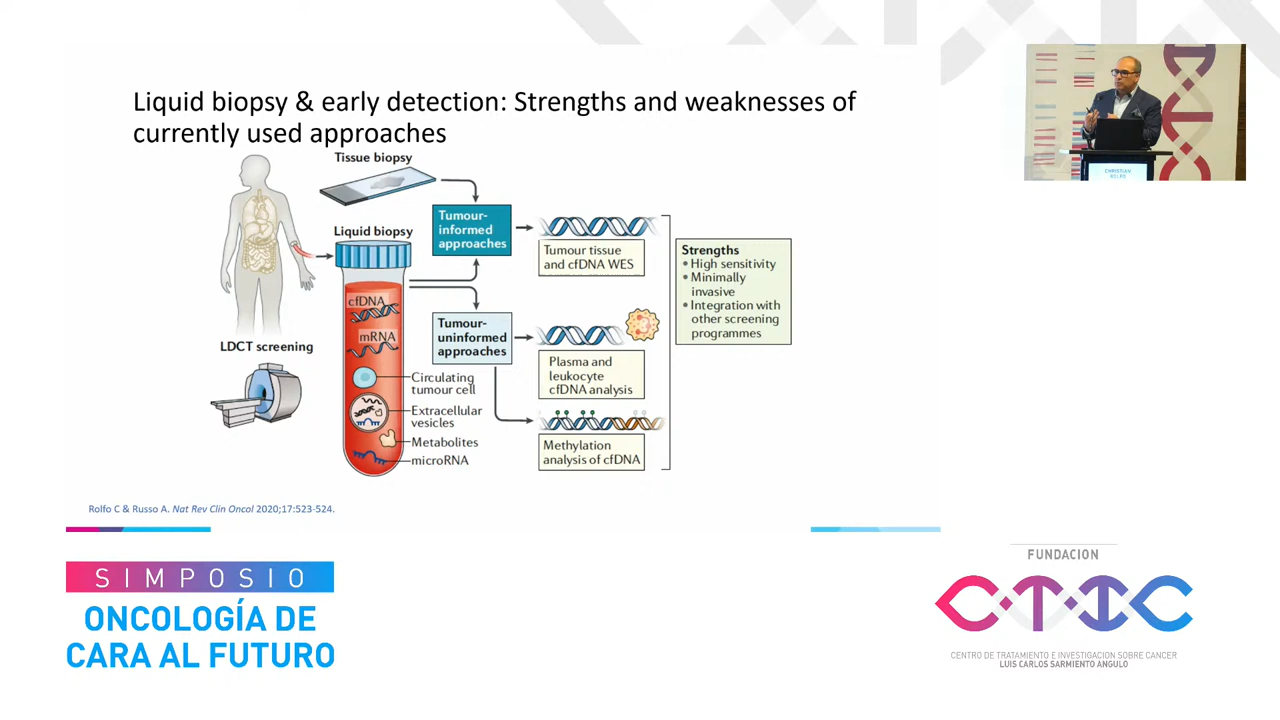 Liquid biopsy & early detection: Strengths and weaknesses of
currently used approaches
Tissue biopsy
Liquid biopsy
LDCT screening
cfDNA
mRNA
Circulating
tumour cell
Extracellular
vesicles
Metabolites
microRNA
Tumour-
informed
approaches
Tumour-
uninformed
approaches
Tumour tissue
and cfDNA WES
Plasma and
leukocyte
cfDNA analysis
Methylation
analysis of cfDNA
Strengths
• High sensitivity
• Minimally
invasive
• Integration with
other screening
programmes
Rolfo C & Russo A. Nat Rev Clin Oncol 2020;17:523-524.
CHRISTIAN
ROLFO
SIMPOSIO
ONCOLOGÍA DE
CARA AL FUTURO
FUNDACION
CTIC
CENTRO DE TRATAMIENTO E INVESTIGACION SOBRE CANCER
LUIS CARLOS SARMIENTO ANGULO